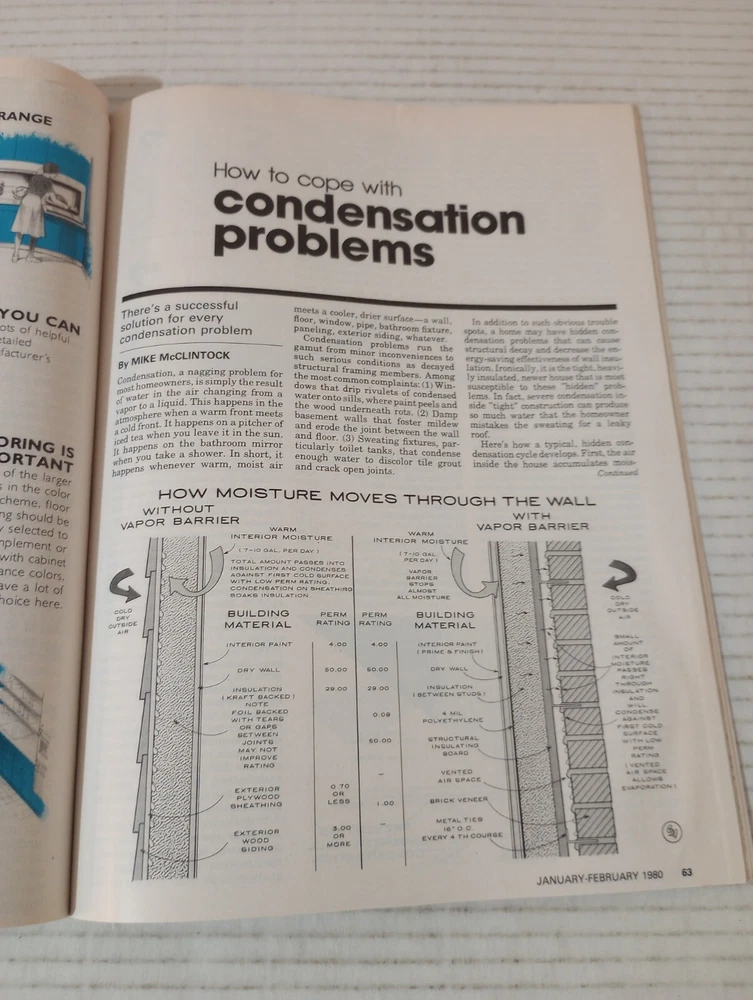 RANGE
YOU CAN
ots of helpful
etailed
facturer's
ORING IS
PORTANT
of the larger
s in the color
cheme, floor
ng should be
y selected to
mplement or
with cabinet
ance colors.
ave a lot of
hoice here.
How to cope with
condensation
problems
There's a successful
solution for every
condensation problem
By MIKE McCLINTOCK
Condensation, a nagging problem for
most homeowners, is simply the result
of water in the air changing from a
vapor to a liquid. This happens in the
atmosphere when a warm front meets
a cold front. It happens on a pitcher of
iced tea when you leave it in the sun.
It happens on the bathroom mirror
when you take a shower. In short, it
happens whenever warm, moist air
meets a cooler, drier surface—a wall,
floor, window, pipe, bathroom fixture,
paneling, exterior siding, whatever.
Condensation problems run the
gamut from minor inconveniences to
such serious conditions as decayed
structural framing members. Among
the most common complaints: (1) Win-
dows that drip rivulets of condensed
water onto sills, where paint peels and
the wood underneath rots. (2) Damp
basement walls that foster mildew
and erode the joint between the wall
and floor. (3) Sweating fixtures, par-
ticularly toilet tanks, that condense
enough water to discolor tile grout
and crack open joints.
In addition to such obvious trouble
spots, a home may have hidden con-
densation problems that can cause
structural decay and decrease the en-
ergy-saving effectiveness of wall insu-
lation. Ironically, it is the tight, heavi-
ly insulated, newer house that is most
susceptible to these "hidden" prob-
lems. In fact, severe condensation in-
side "tight" construction can produce
so much water that the homeowner
mistakes the sweating for a leaky
roof.
Here's how a typical, hidden con-
densation cycle develops. First, the air
inside the house accumulates mois-
Continued
HOW MOISTURE MOVES THROUGH THE WALL
WITHOUT
VAPOR BARRIER
WARM
INTERIOR MOISTURE
(7-10 GAL. PER DAY)
TOTAL AMOUNT PASSES INTO
INSULATION AND CONDENSES
AGAINST FIRST COLD SURFACE
WITH LOW PERM RATING.
CONDENSATION ON SHEATHING
SOAKS INSULATION.
COLD
DRY
OUTSIDE
AIR
BUILDING
MATERIAL
PERM
RATING
INTERIOR PAINT 4.00
DRY WALL 50.00
INSULATION 29.00
(KRAFT BACKED)
NOTE
FOIL BACKED
WITH TEARS
OR GAPS
BETWEEN
JOINTS
MAY NOT
IMPROVE
RATING
EXTERIOR
PLYWOOD
SHEATHING
0.70
OR
LESS
EXTERIOR
WOOD
SIDING
3.00
OR
MORE
WITH
VAPOR BARRIER
WARM
INTERIOR MOISTURE
(7-10 GAL.
PER DAY)
VAPOR
BARRIER
STOPS
ALMOST
ALL MOISTURE
COLD
DRY
OUTSIDE
AIR
PERM
RATING
BUILDING
MATERIAL
4.00 INTERIOR PAINT
(PRIME & FINISH)
50.00 DRY WALL
29.00 INSULATION
(BETWEEN STUDS)
0.08 4 MIL
POLYETHYLENE
50.00 STRUCTURAL
INSULATING
BOARD
– VENTED
AIR SPACE
1.00 BRICK VENEER
– METAL TIES
16" O.C.
EVERY 4 TH COURSE
SMALL
AMOUNT
OF
INTERIOR
MOISTURE
PASSES
RIGHT
THROUGH
INSULATION
AND
WILL
CONDENSE
AGAINST
FIRST COLD
SURFACE
WITH LOW
PERM
RATING
(VENTED
AIR SPACE
ALLOWS
EVAPORATION)
JANUARY-FEBRUARY 1980 63